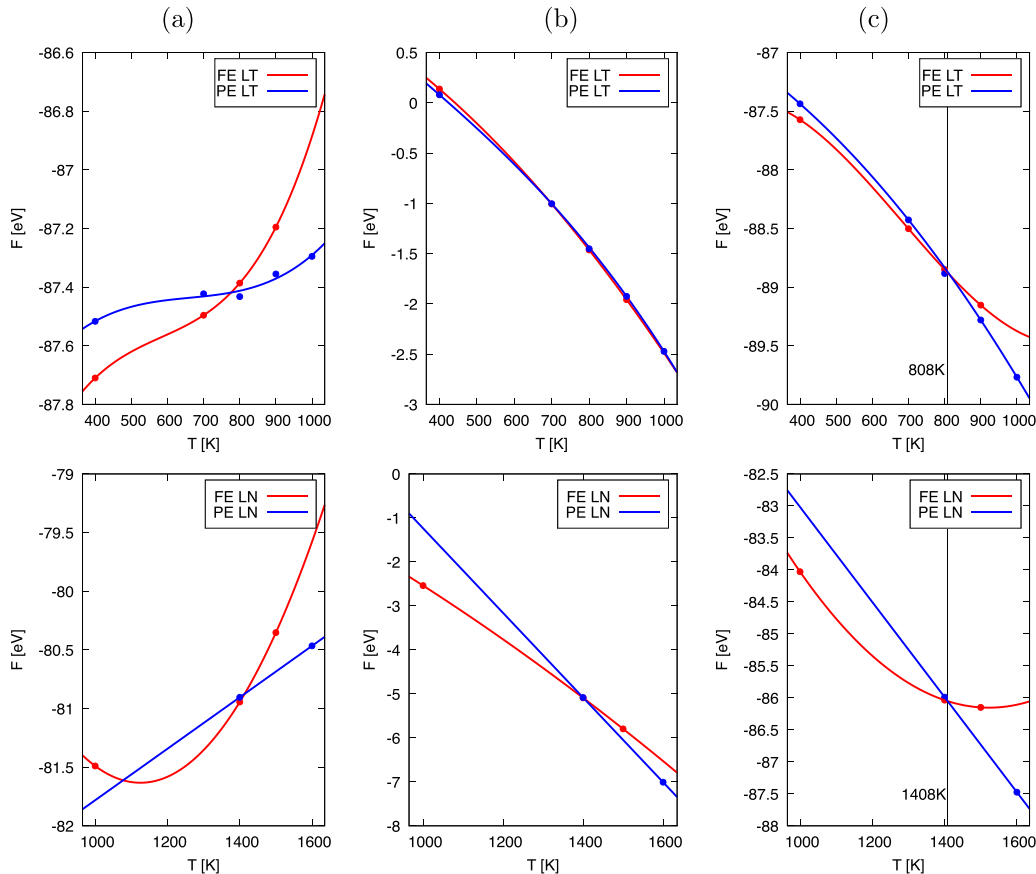 (a)
(b)
(c)
-86.6
-86.8
-87
-87.2
-87.4
-87.6
-87.8
F [eV]
FE LT
PE LT
400 500 600 700 800 900 1000
T [K]
0.5
0
-0.5
-1
-1.5
-2
-2.5
-3
F [eV]
FE LT
PE LT
400 500 600 700 800 900 1000
T [K]
-87
-87.5
-88
-88.5
-89
-89.5
-90
F [eV]
FE LT
PE LT
808K
400 500 600 700 800 900 1000
T [K]
-79
-79.5
-80
-80.5
-81
-81.5
-82
F [eV]
FE LN
PE LN
1000 1200 1400 1600
T [K]
0
-1
-2
-3
-4
-5
-6
-7
-8
F [eV]
FE LN
PE LN
1000 1200 1400 1600
T [K]
-82.5
-83
-83.5
-84
-84.5
-85
-85.5
-86
-86.5
-87
-87.5
-88
F [eV]
FE LN
PE LN
1408K
1000 1200 1400 1600
T [K]